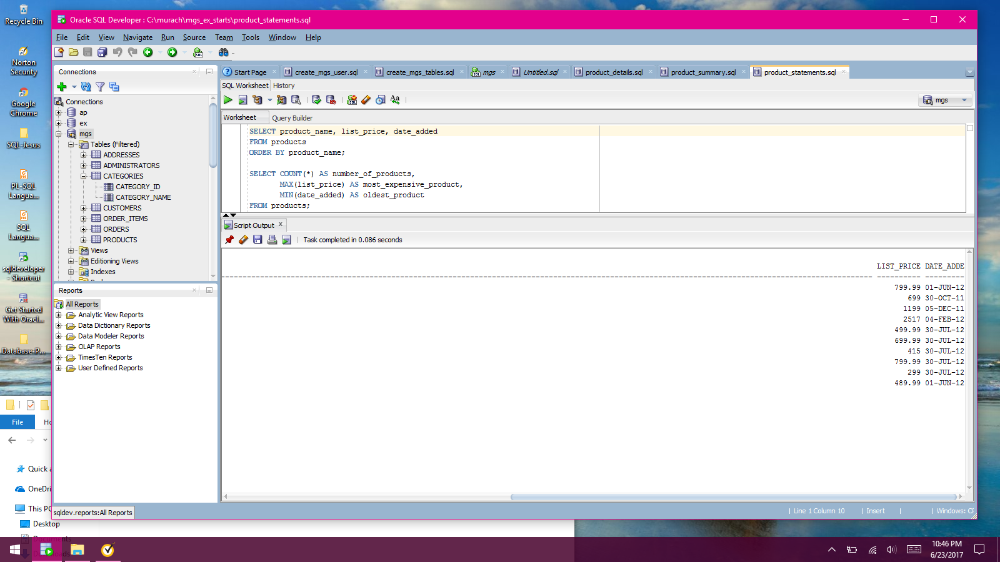 Recycle Bin
Norton
Security
Google
Chrome
SQL-Jesus
PL-SQL
Langua...
SQL
Langua...
sqldeveloper
- Shortcut
Get Started
With Oracl...
Database-P...
Oracle SQL Developer : C:\murach\mgs_ex_starts\product_statements.sql
File Edit View Navigate Run Source Team Tools Window Help
Connections
Connections
ap
ex
mgs
Tables (Filtered)
ADDRESSES
ADMINISTRATORS
CATEGORIES
CATEGORY_ID
CATEGORY_NAME
CUSTOMERS
ORDER_ITEMS
ORDERS
PRODUCTS
Views
Editioning Views
Indexes
Reports
All Reports
Analytic View Reports
Data Dictionary Reports
Data Modeler Reports
OLAP Reports
TimesTen Reports
User Defined Reports
sqldev.reports:All Reports
Start Page create_mgs_user.sql create_mgs_tables.sql mgs Untitled.sql product_details.sql product_summary.sql product_statements.sql
SQL Worksheet History
mgs
Worksheet Query Builder
SELECT product_name, list_price, date_added
FROM products
ORDER BY product_name;
SELECT COUNT(*) AS number_of_products,
MAX(list_price) AS most_expensive_product,
MIN(date_added) AS oldest_product
FROM products;
Script Output x
Task completed in 0.086 seconds
LIST_PRICE DATE_ADDE
799.99 01-JUN-12
699 30-OCT-11
1199 05-DEC-11
2517 04-FEB-12
499.99 30-JUL-12
699.99 30-JUL-12
415 30-JUL-12
799.99 30-JUL-12
299 30-JUL-12
489.99 01-JUN-12
Line 1 Column 10 Insert Windows: CF
File Ho
Quick a
OneDri
This PC
Desktop
Documents
10:46 PM
6/23/2017